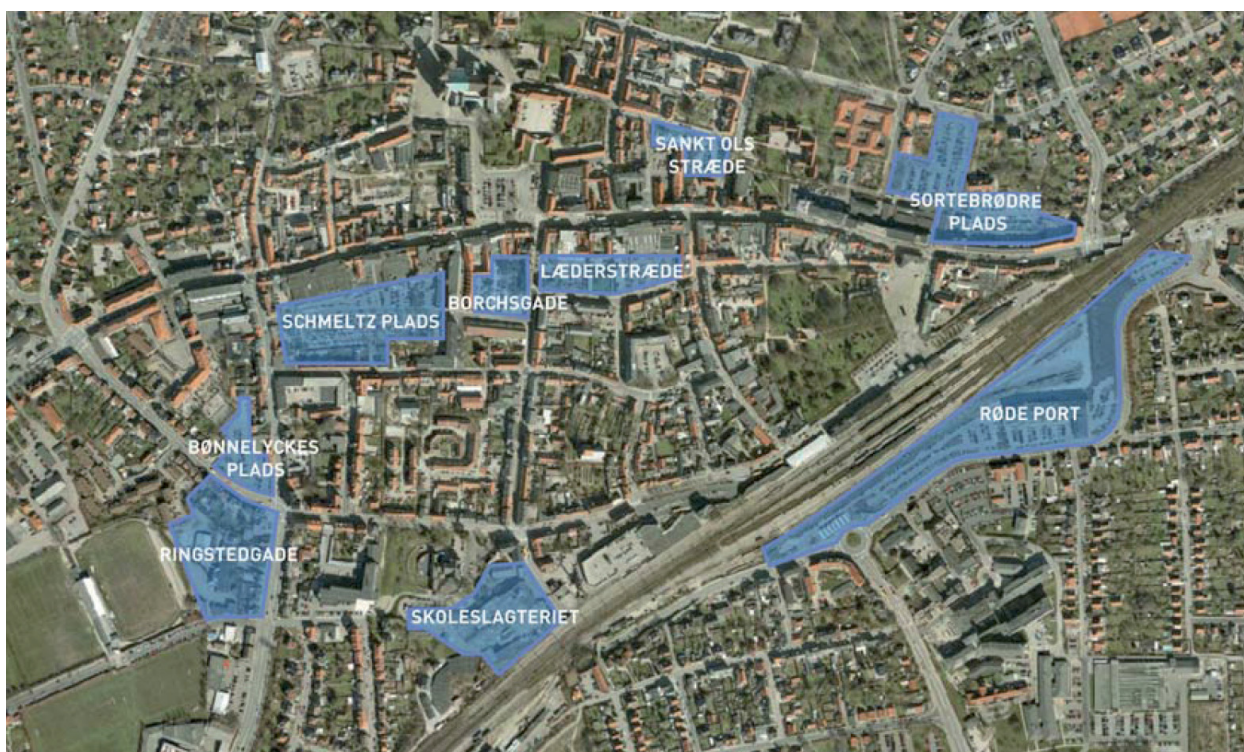 SANKT OLS
STRÆDE
SORTEBRØDRE
PLADS
LÆDERSTRÆDE
BORCHSGADE
SCHMELTZ PLADS
RØDE PORT
BØNNELYCKES
PLADS
RINGSTEDGADE
SKOLESLAGTERIET